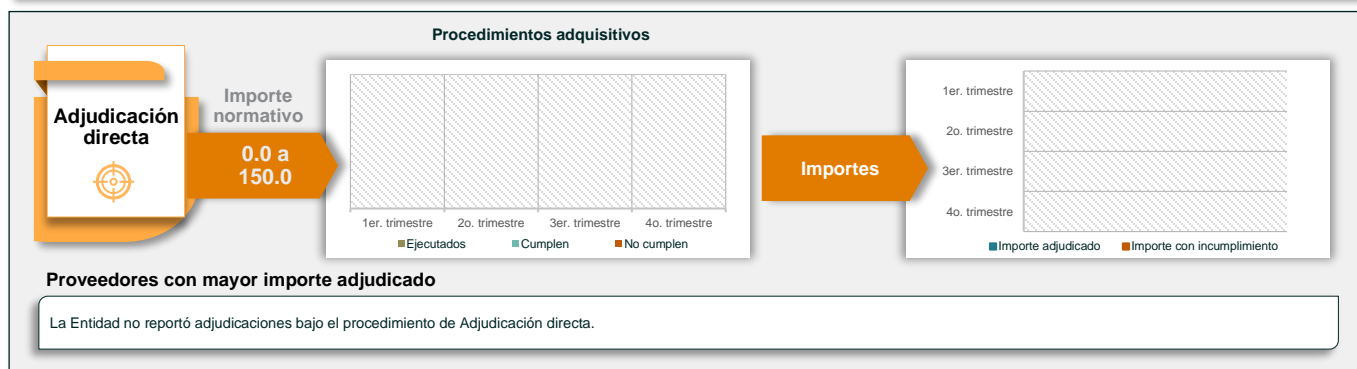 Procedimientos adquisitivos
Adjudicación
directa
Importe
normativo
0.0 a
150.0
1er. trimestre 2o. trimestre 3er. trimestre 4o. trimestre
Ejecutados Cumplen No cumplen
Importes
1er. trimestre
2o. trimestre
3er. trimestre
4o. trimestre
Importe adjudicado Importe con incumplimiento
Proveedores con mayor importe adjudicado
La Entidad no reportó adjudicaciones bajo el procedimiento de Adjudicación directa.